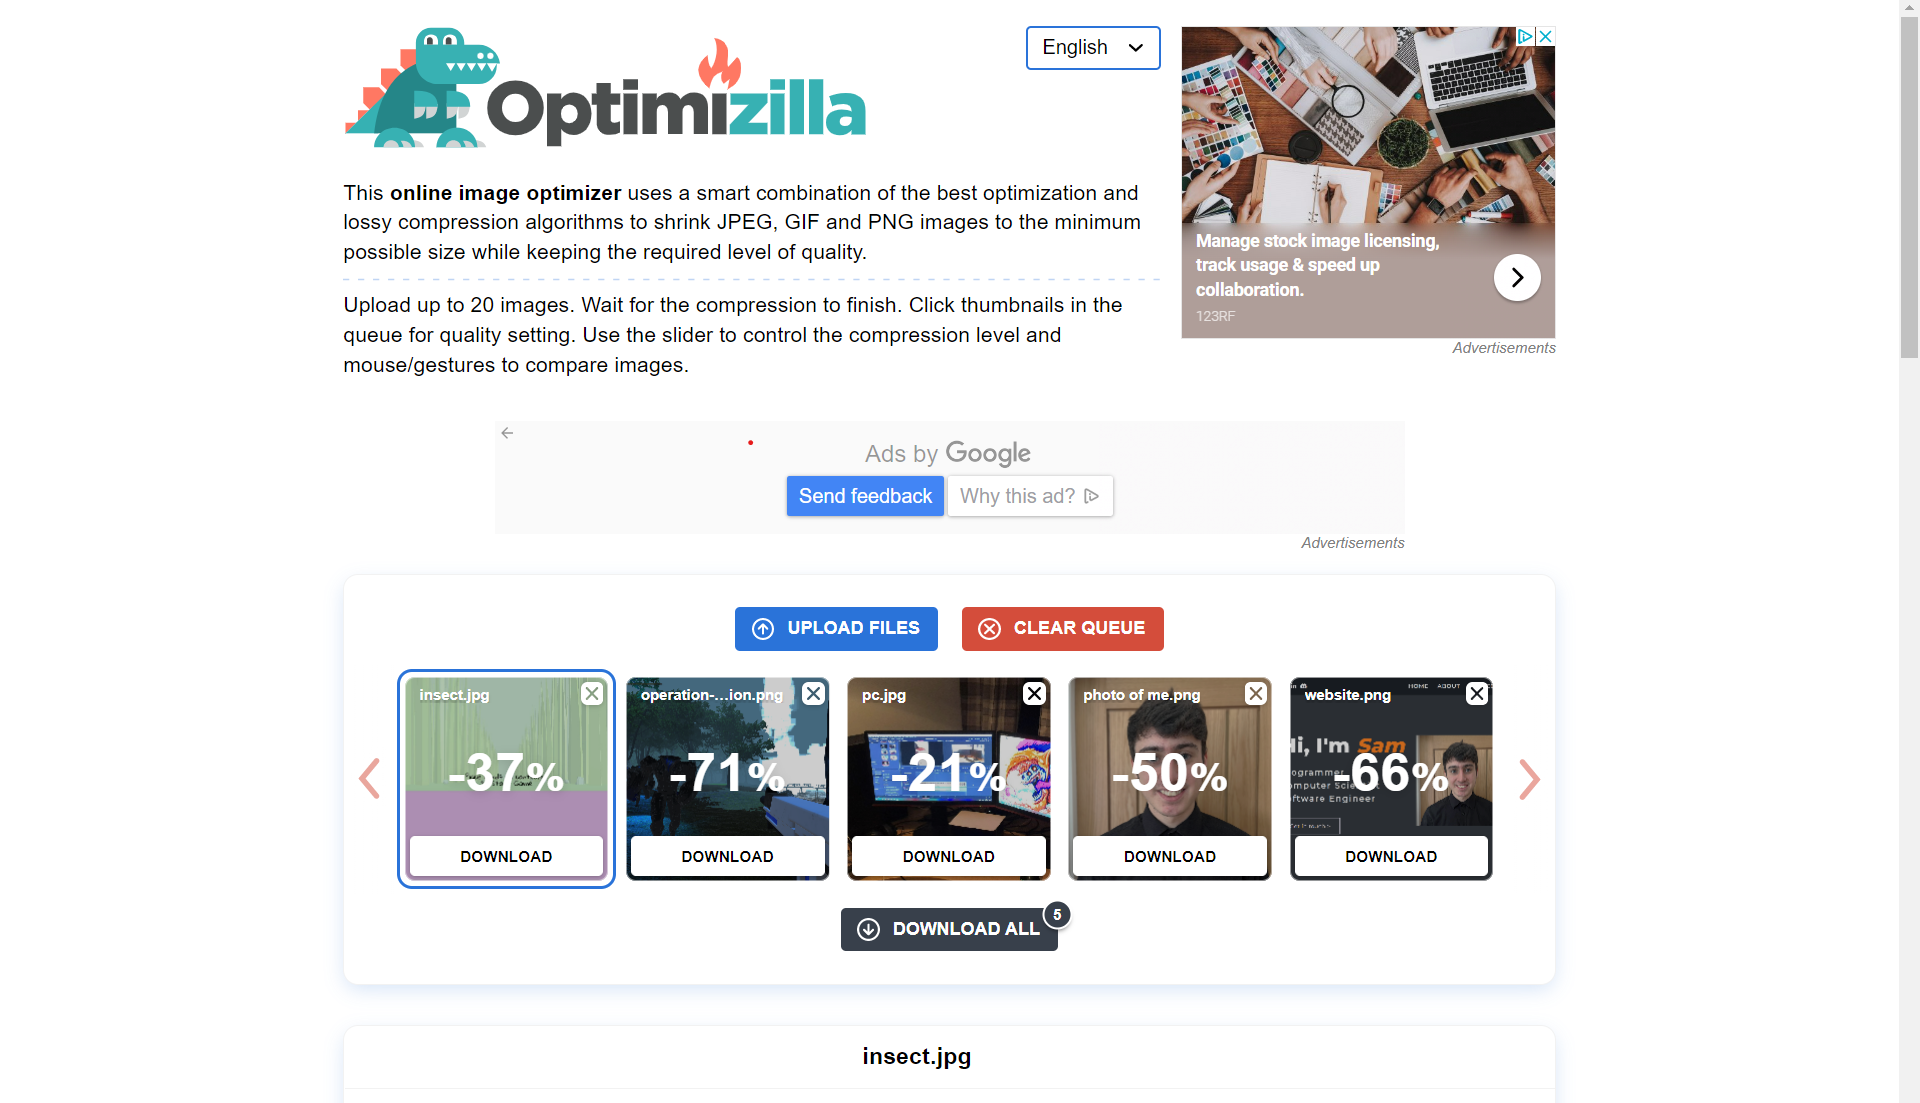 Optimizilla
English
This online image optimizer uses a smart combination of the best optimization and
lossy compression algorithms to shrink JPEG, GIF and PNG images to the minimum
possible size while keeping the required level of quality.
Upload up to 20 images. Wait for the compression to finish. Click thumbnails in the
queue for quality setting. Use the slider to control the compression level and
mouse/gestures to compare images.
Manage stock image licensing,
track usage & speed up
collaboration.
123RF
Advertisements
Ads by Google
Send feedback
Why this ad?
Advertisements
UPLOAD FILES
CLEAR QUEUE
insect.jpg
-37%
DOWNLOAD
operation-...ion.png
-71%
DOWNLOAD
pc.jpg
-21%
DOWNLOAD
photo of me.png
-50%
DOWNLOAD
website.png
HOME ABOUT
Hi, I'm Sam
-66%
ftware Engineer
DOWNLOAD
DOWNLOAD ALL
5
insect.jpg